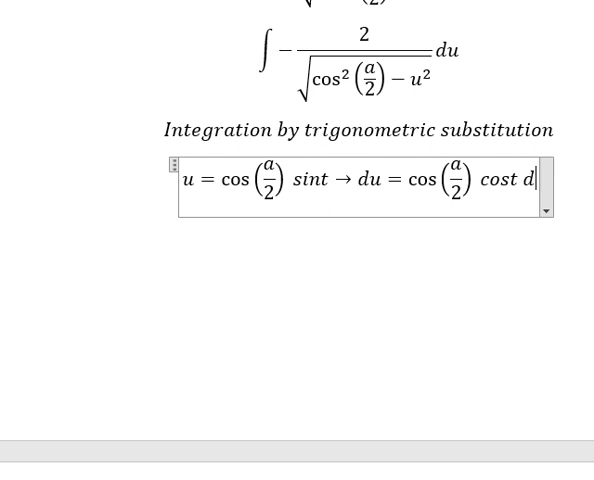 ∫ − 2 / √(cos² (a/2) − u²) du
Integration by trigonometric substitution
u = cos (a/2) sint → du = cos (a/2) cost d